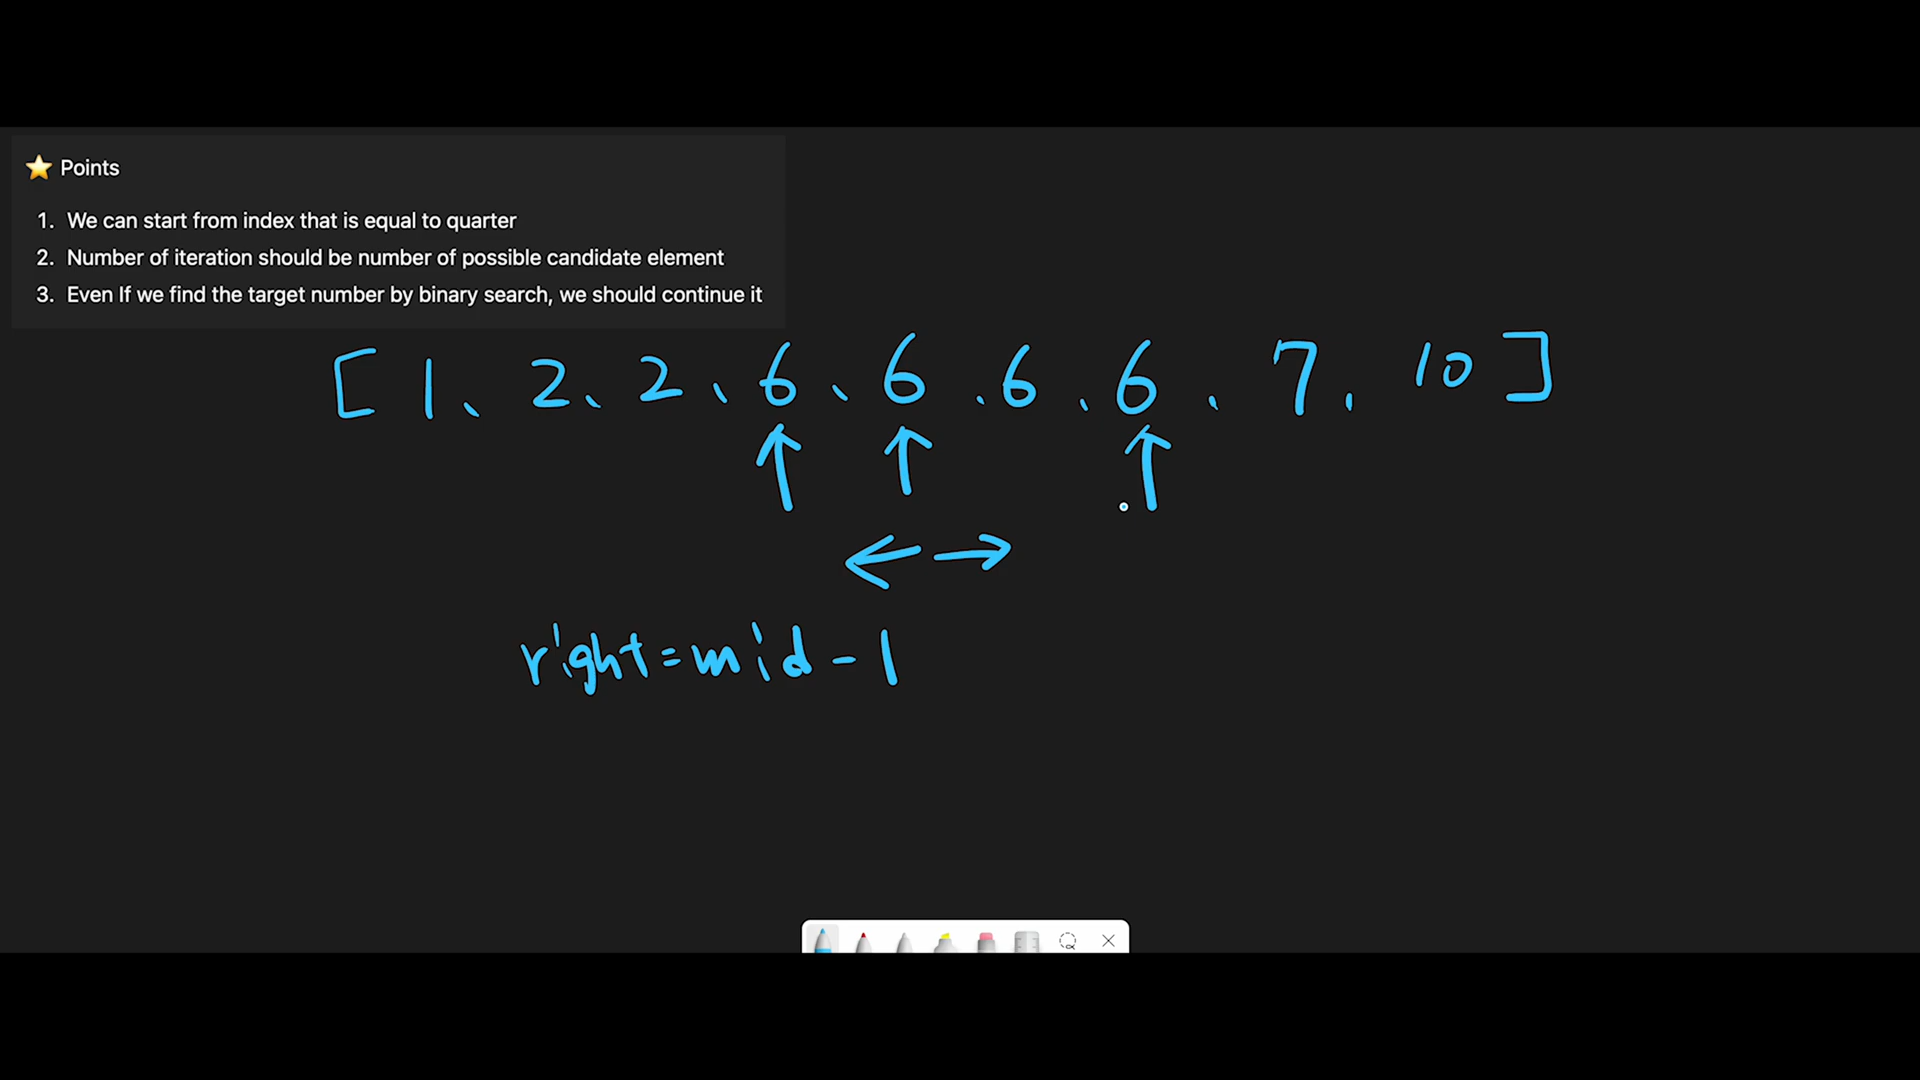 ⭐ Points
1. We can start from index that is equal to quarter
2. Number of iteration should be number of possible candidate element
3. Even If we find the target number by binary search, we should continue it
[1, 2, 2, 6, 6, 6, 6, 7, 10]
right=mid-1